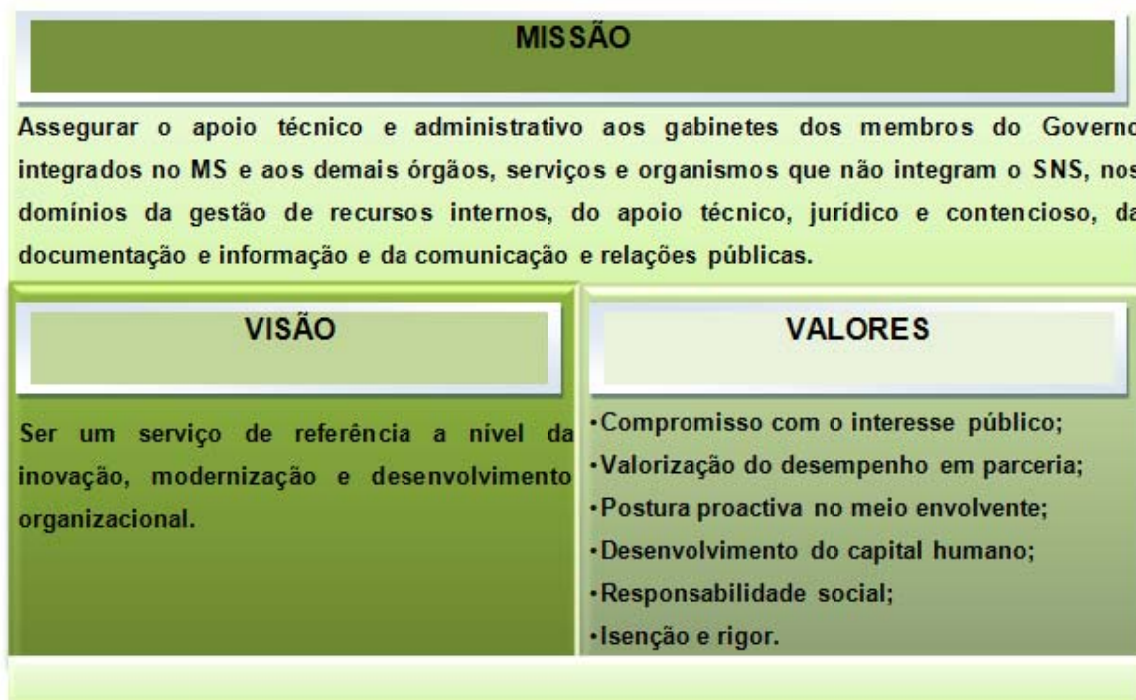 MISSÃO
Assegurar o apoio técnico e administrativo aos gabinetes dos membros do Governo
integrados no MS e aos demais órgãos, serviços e organismos que não integram o SNS, nos
domínios da gestão de recursos internos, do apoio técnico, jurídico e contencioso, da
documentação e informação e da comunicação e relações públicas.
VISÃO
Ser um serviço de referência a nível da
inovação, modernização e desenvolvimento
organizacional.
VALORES
•Compromisso com o interesse público;
•Valorização do desempenho em parceria;
•Postura proactiva no meio envolvente;
•Desenvolvimento do capital humano;
•Responsabilidade social;
•Isenção e rigor.